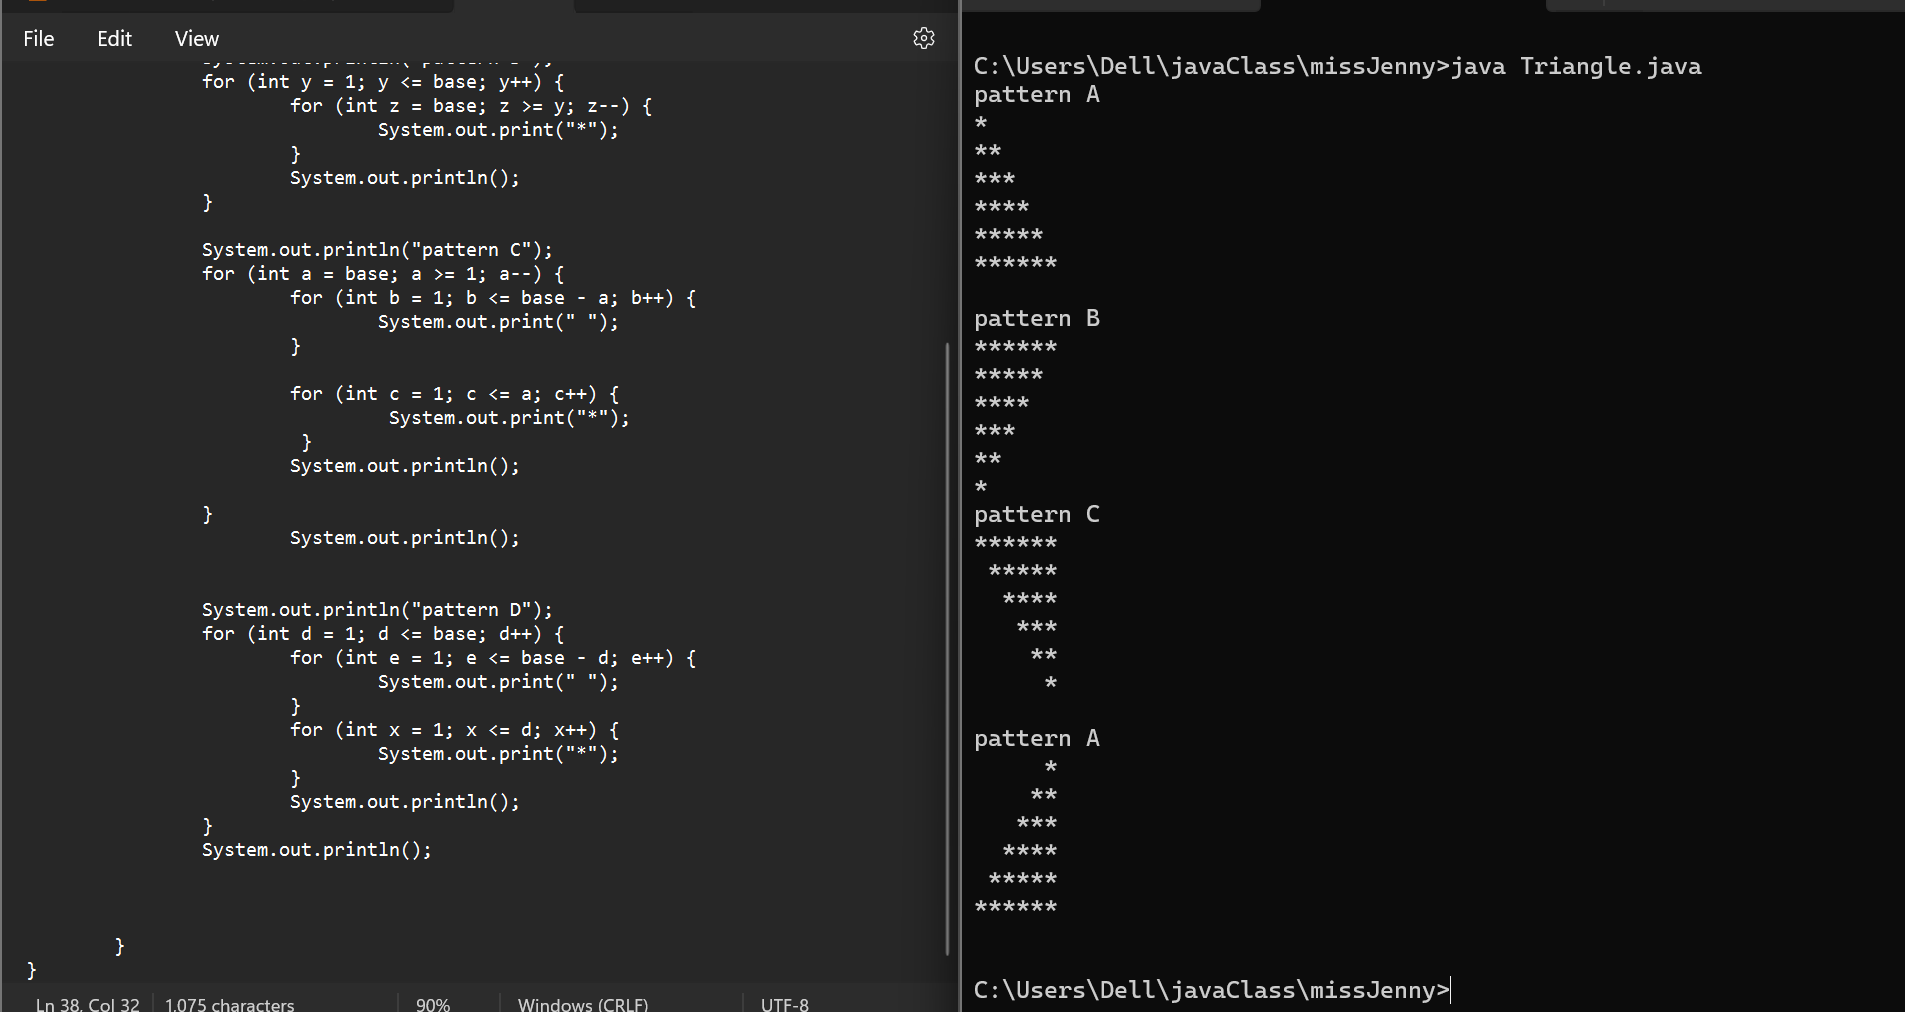 File Edit View
for (int y = 1; y <= base; y++) {
for (int z = base; z >= y; z--) {
System.out.print("*");
}
System.out.println();
}
System.out.println("pattern C");
for (int a = base; a >= 1; a--) {
for (int b = 1; b <= base - a; b++) {
System.out.print(" ");
}
for (int c = 1; c <= a; c++) {
System.out.print("*");
}
System.out.println();
}
System.out.println();
System.out.println("pattern D");
for (int d = 1; d <= base; d++) {
for (int e = 1; e <= base - d; e++) {
System.out.print(" ");
}
for (int x = 1; x <= d; x++) {
System.out.print("*");
}
System.out.println();
}
System.out.println();
}
}
Ln 38, Col 32 1,075 characters 90% Windows (CRLF) UTF-8
C:\Users\Dell\javaClass\missJenny>java Triangle.java
pattern A
*
**
***
****
*****
******
pattern B
******
*****
****
***
**
*
pattern C
******
 *****
  ****
   ***
    **
     *
pattern A
     *
    **
   ***
  ****
 *****
******
C:\Users\Dell\javaClass\missJenny>